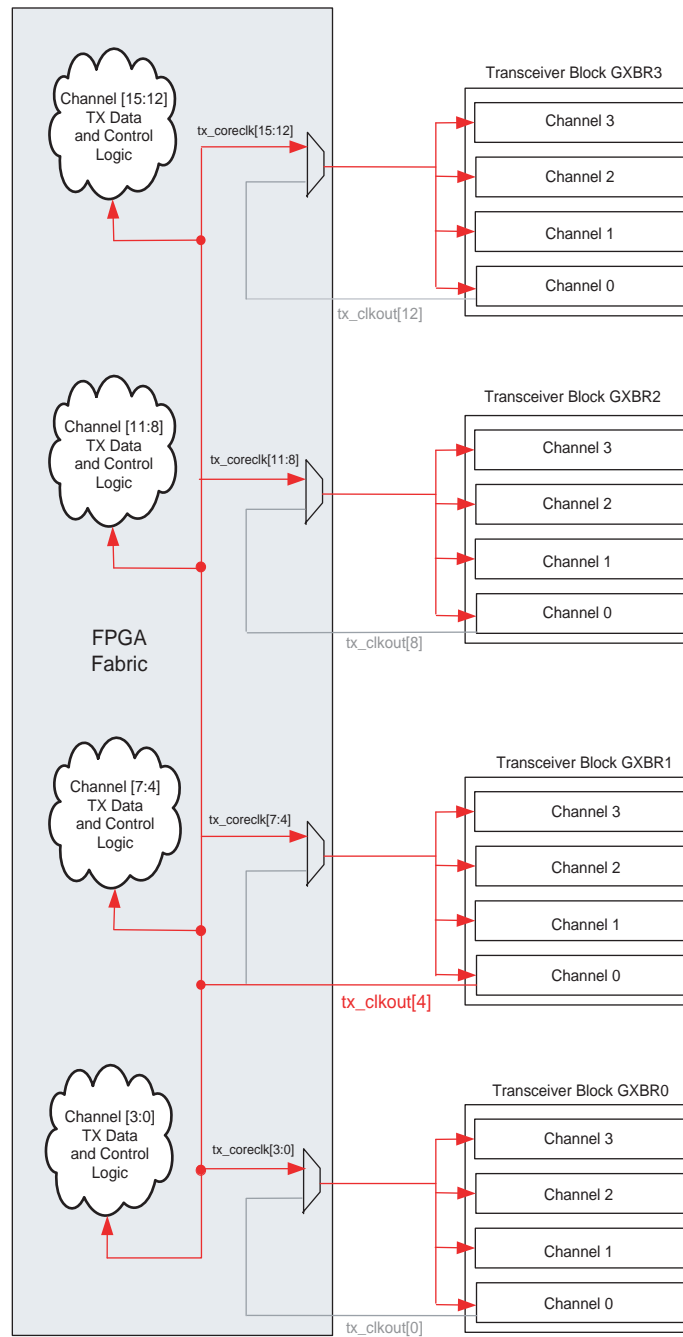 Transceiver Block GXBR3
Channel [15:12]
TX Data
and Control
Logic
tx_coreclk[15:12]
Channel 3
Channel 2
Channel 1
Channel 0
tx_clkout[12]
Transceiver Block GXBR2
Channel [11:8]
TX Data
and Control
Logic
tx_coreclk[11:8]
Channel 3
Channel 2
Channel 1
Channel 0
tx_clkout[8]
FPGA
Fabric
Transceiver Block GXBR1
Channel [7:4]
TX Data
and Control
Logic
tx_coreclk[7:4]
Channel 3
Channel 2
Channel 1
Channel 0
tx_clkout[4]
Transceiver Block GXBR0
Channel [3:0]
TX Data
and Control
Logic
tx_coreclk[3:0]
Channel 3
Channel 2
Channel 1
Channel 0
tx_clkout[0]